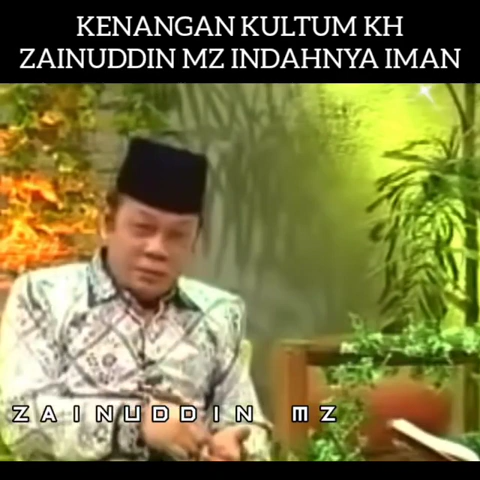 KENANGAN KULTUM KH
ZAINUDDIN MZ INDAHNYA IMAN
ZAINUDDIN MZ